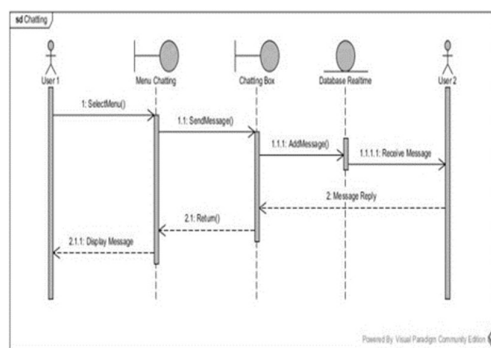 sd Chatting
User 1
Menu Chatting
Chatting Box
Database Realtime
User 2
1: SelectMenu()
1.1: SendMessage()
1.1.1: AddMessage()
1.1.1.1: Receive Message
2: Message Reply
2.1: Return()
2.1.1: Display Message
Powered By Visual Paradigm Community Edition